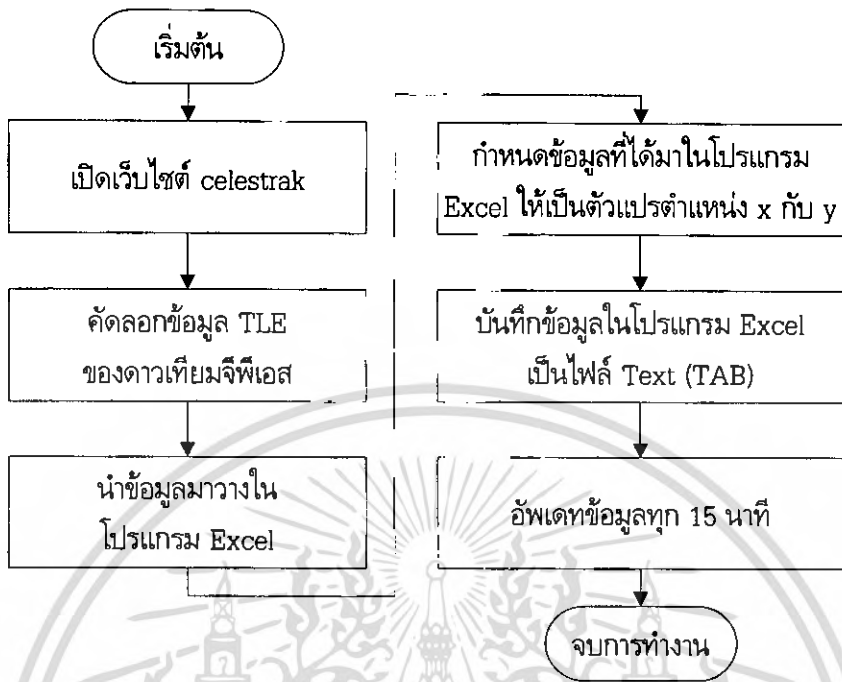 เริ่มต้น
เปิดเว็บไซต์ celestrak
คัดลอกข้อมูล TLE
ของดาวเทียมจีพีเอส
นำข้อมูลมาวางใน
โปรแกรม Excel
กำหนดข้อมูลที่ได้มาในโปรแกรม
Excel ให้เป็นตัวแปรตำแหน่ง x กับ y
บันทึกข้อมูลในโปรแกรม Excel
เป็นไฟล์ Text (TAB)
อัพเดทข้อมูลทุก 15 นาที
จบการทำงาน